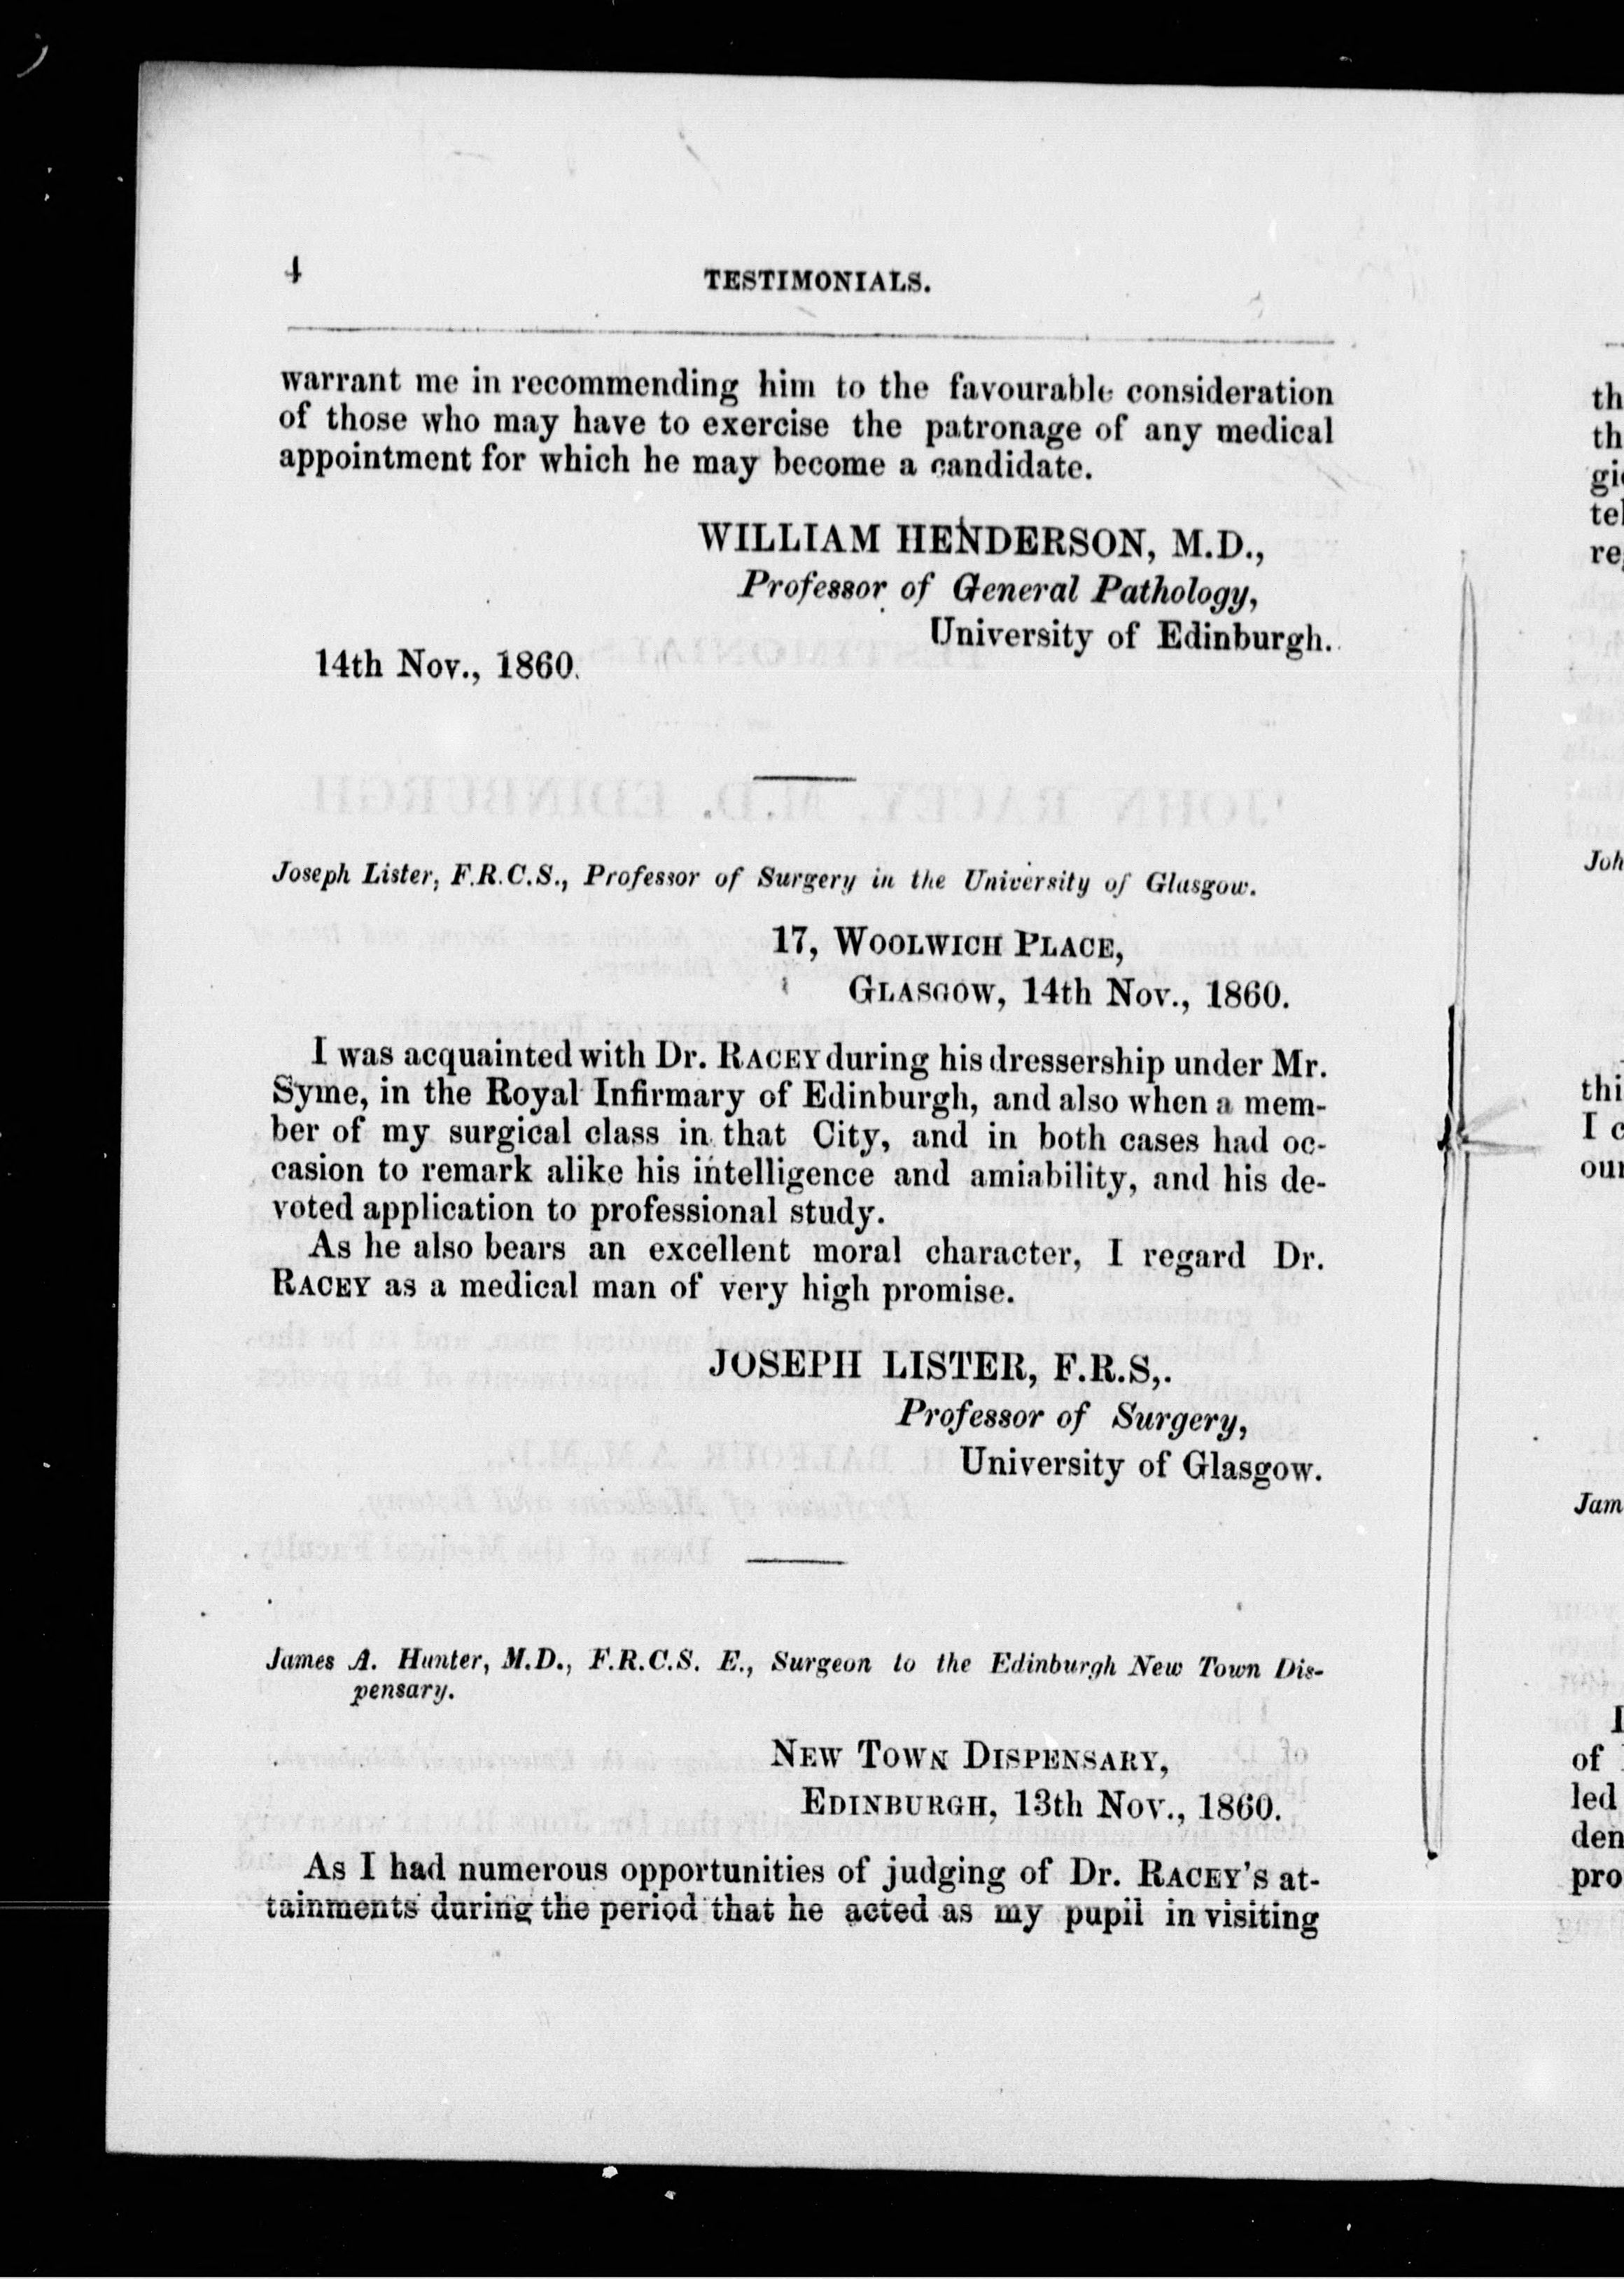 4
TESTIMONIALS.
warrant me in recommending him to the favourable consideration
of those who may have to exercise the patronage of any medical
appointment for which he may become a candidate.
WILLIAM HENDERSON, M.D.,
Professor of General Pathology,
University of Edinburgh.
14th Nov., 1860.
Joseph Lister, F.R.C.S., Professor of Surgery in the University of Glasgow.
17, WOOLWICH PLACE,
GLASGOW, 14th Nov., 1860.
I was acquainted with Dr. RACEY during his dressership under Mr.
Syme, in the Royal Infirmary of Edinburgh, and also when a mem-
ber of my surgical class in that City, and in both cases had oc-
casion to remark alike his intelligence and amiability, and his de-
voted application to professional study.
As he also bears an excellent moral character, I regard Dr.
RACEY as a medical man of very high promise.
JOSEPH LISTER, F.R.S,.
Professor of Surgery,
University of Glasgow.
James A. Hunter, M.D., F.R.C.S. E., Surgeon to the Edinburgh New Town Dis-
pensary.
NEW TOWN DISPENSARY,
EDINBURGH, 13th Nov., 1860.
As I had numerous opportunities of judging of Dr. RACEY'S at-
tainments during the period that he acted as my pupil in visiting